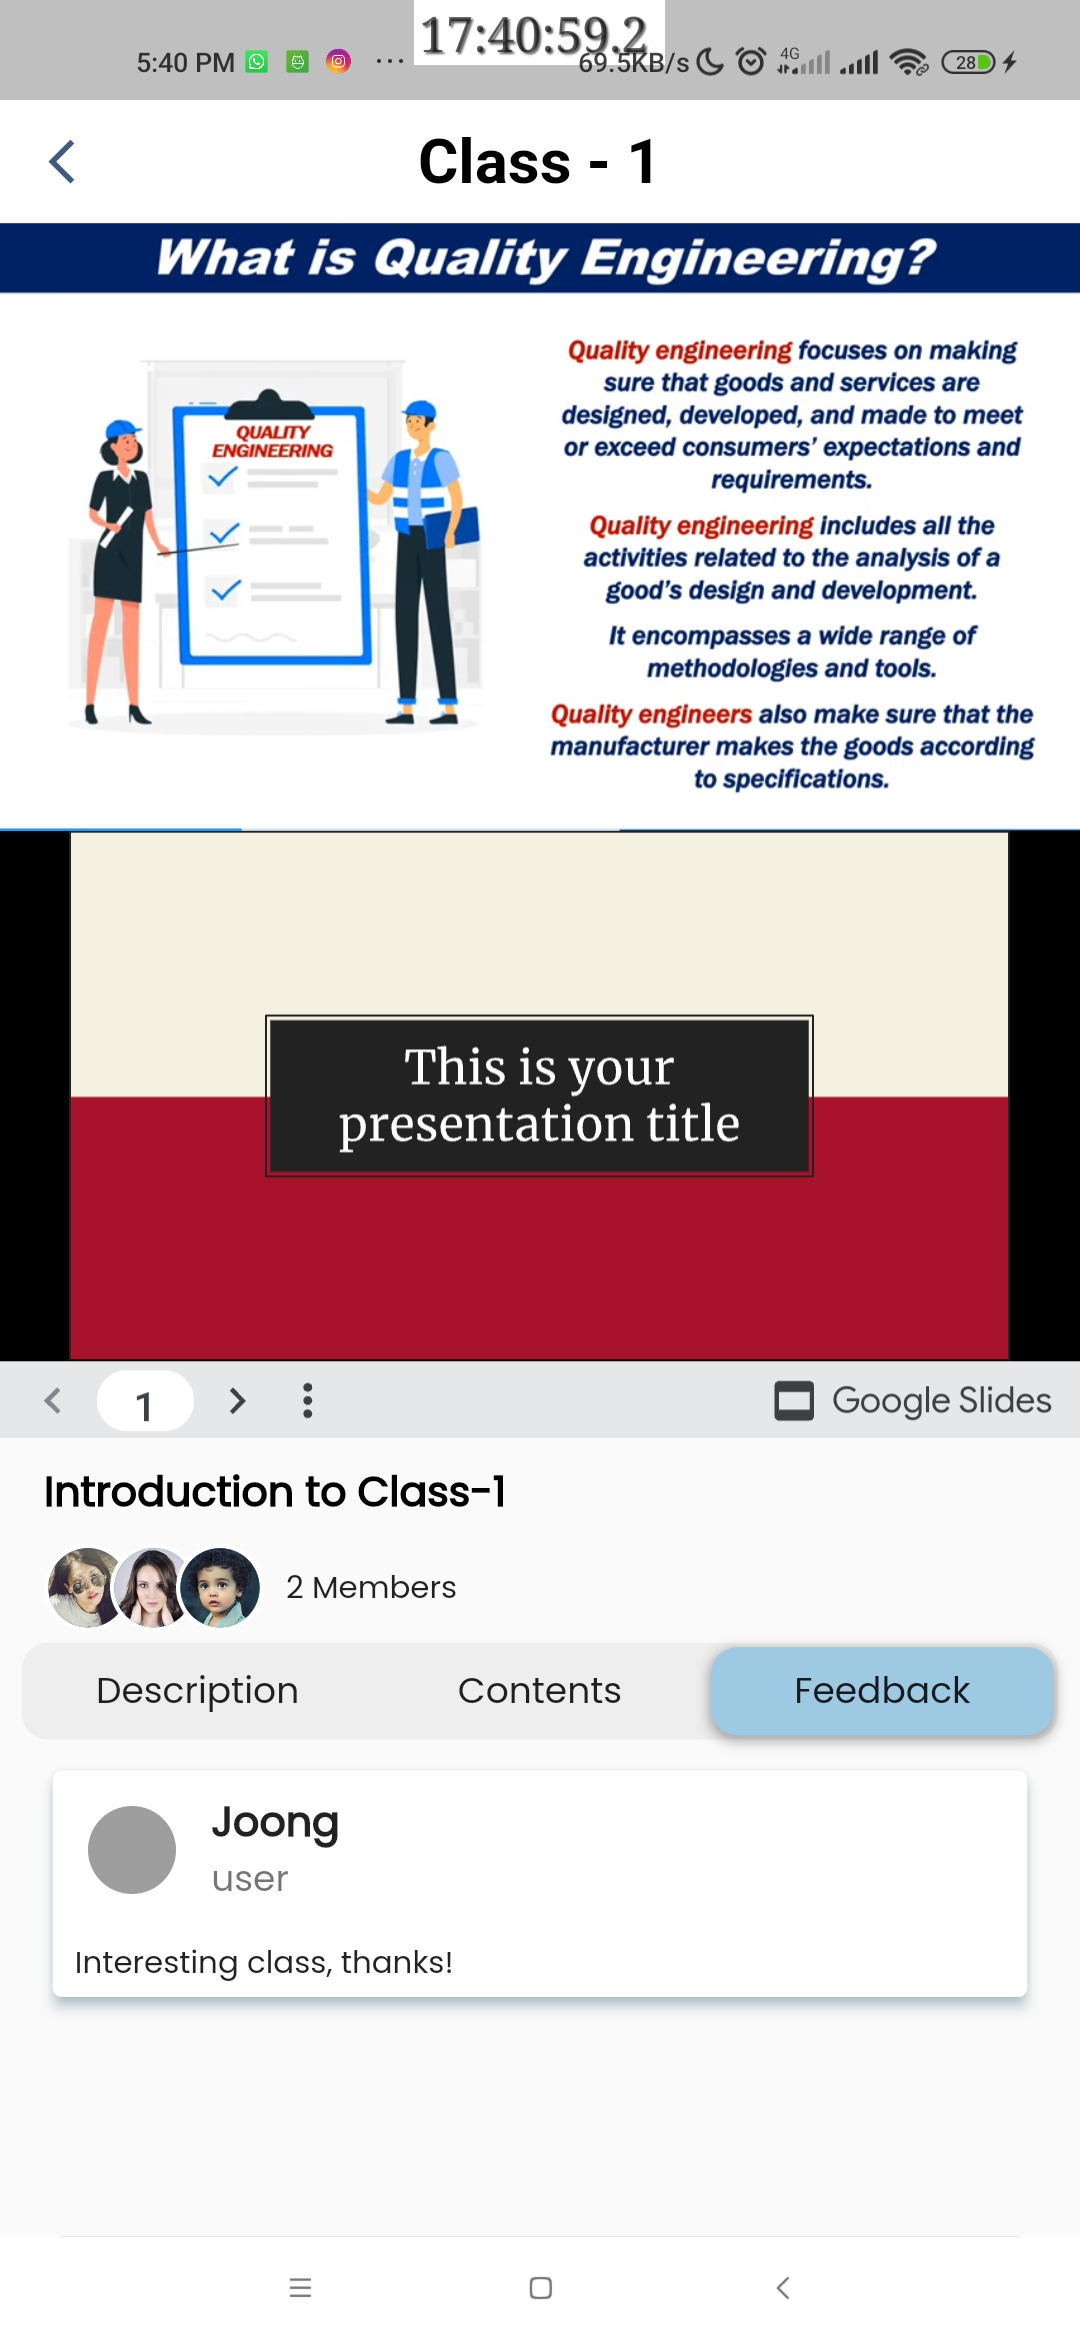 17:40:59.2
5:40 PM
69.5KB/s
4G
28
Class - 1
What is Quality Engineering?
QUALITY
ENGINEERING
Quality engineering focuses on making
sure that goods and services are
designed, developed, and made to meet
or exceed consumers' expectations and
requirements.
Quality engineering includes all the
activities related to the analysis of a
good's design and development.
It encompasses a wide range of
methodologies and tools.
Quality engineers also make sure that the
manufacturer makes the goods according
to specifications.
This is your
presentation title
1
Google Slides
Introduction to Class-1
2 Members
Description
Contents
Feedback
Joong
user
Interesting class, thanks!